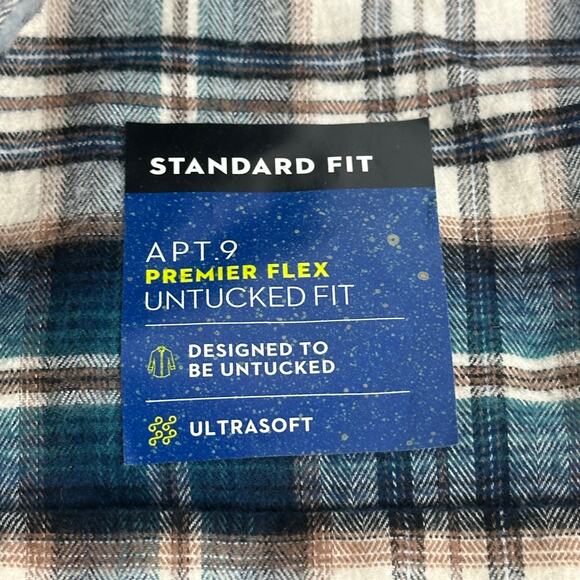 STANDARD FIT
APT.9
PREMIER FLEX
UNTUCKED FIT
DESIGNED TO
BE UNTUCKED
ULTRASOFT